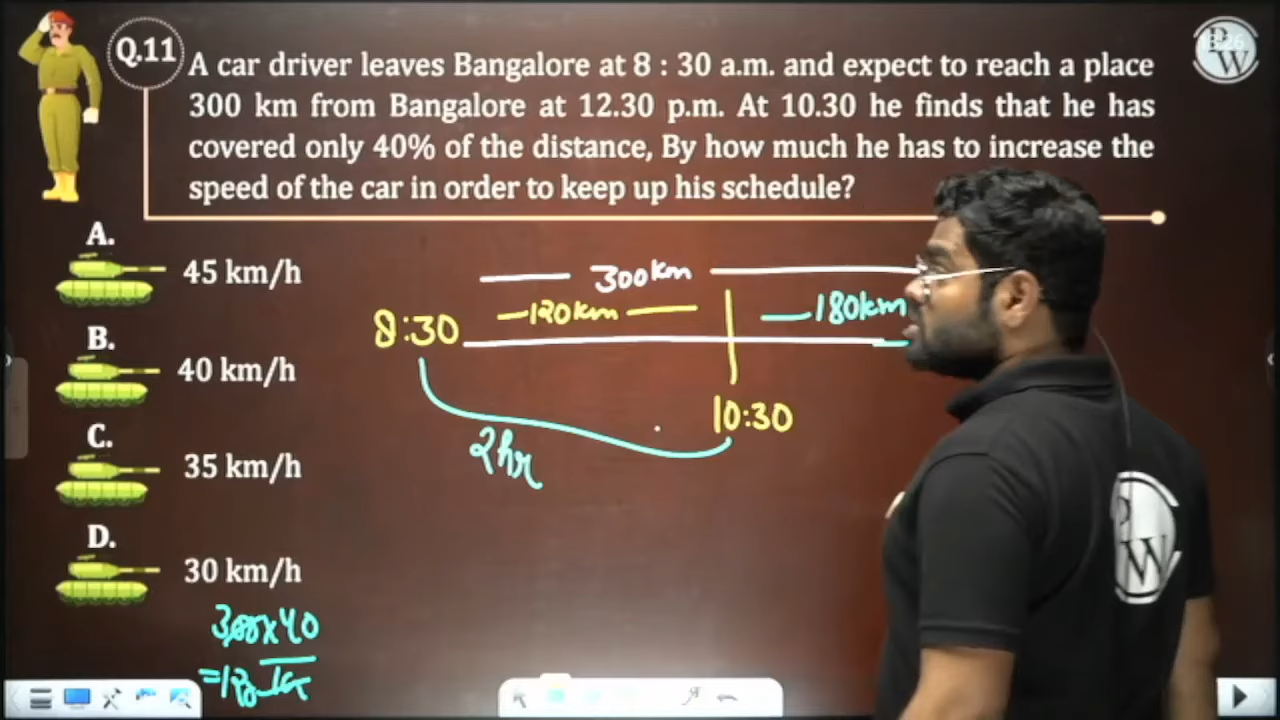 Q.11
A car driver leaves Bangalore at 8 : 30 a.m. and expect to reach a place
300 km from Bangalore at 12.30 p.m. At 10.30 he finds that he has
covered only 40% of the distance, By how much he has to increase the
speed of the car in order to keep up his schedule?
A.
45 km/h
B.
40 km/h
C.
35 km/h
D.
30 km/h
300km
120km
180km
8:30
10:30
2hr
PW
PW